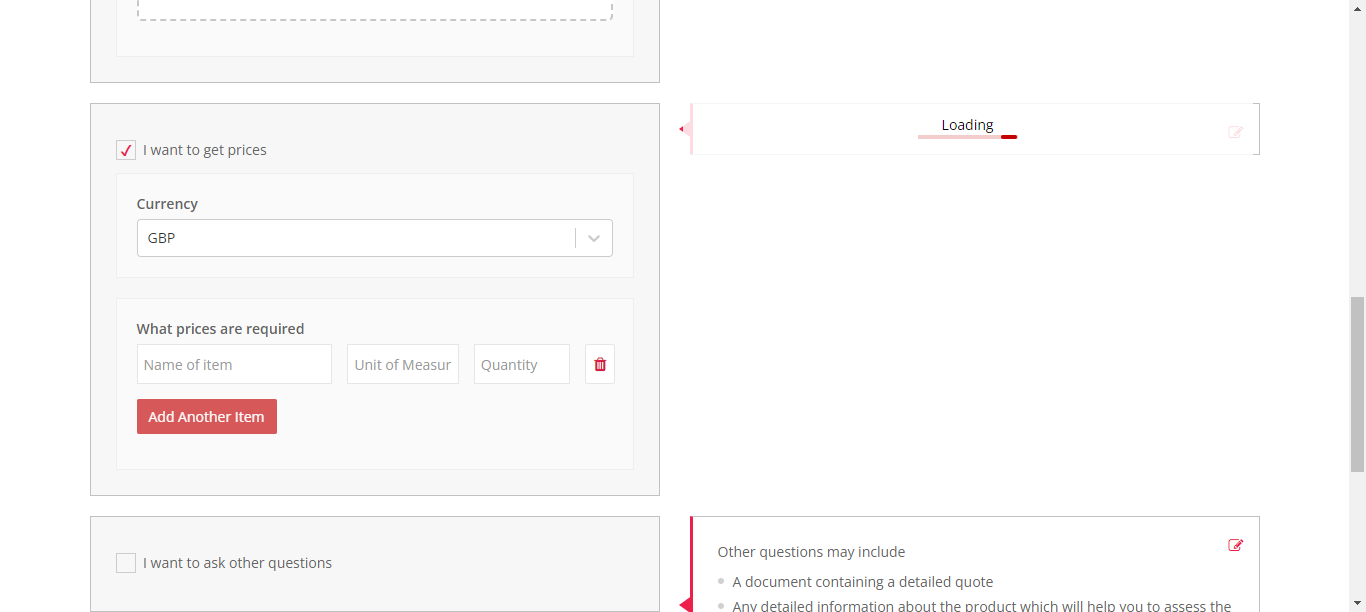 I want to get prices
Loading
Currency
GBP
What prices are required
Name of item
Unit of Measur
Quantity
Add Another Item
I want to ask other questions
Other questions may include
A document containing a detailed quote
Any detailed information about the product which will help you to assess the